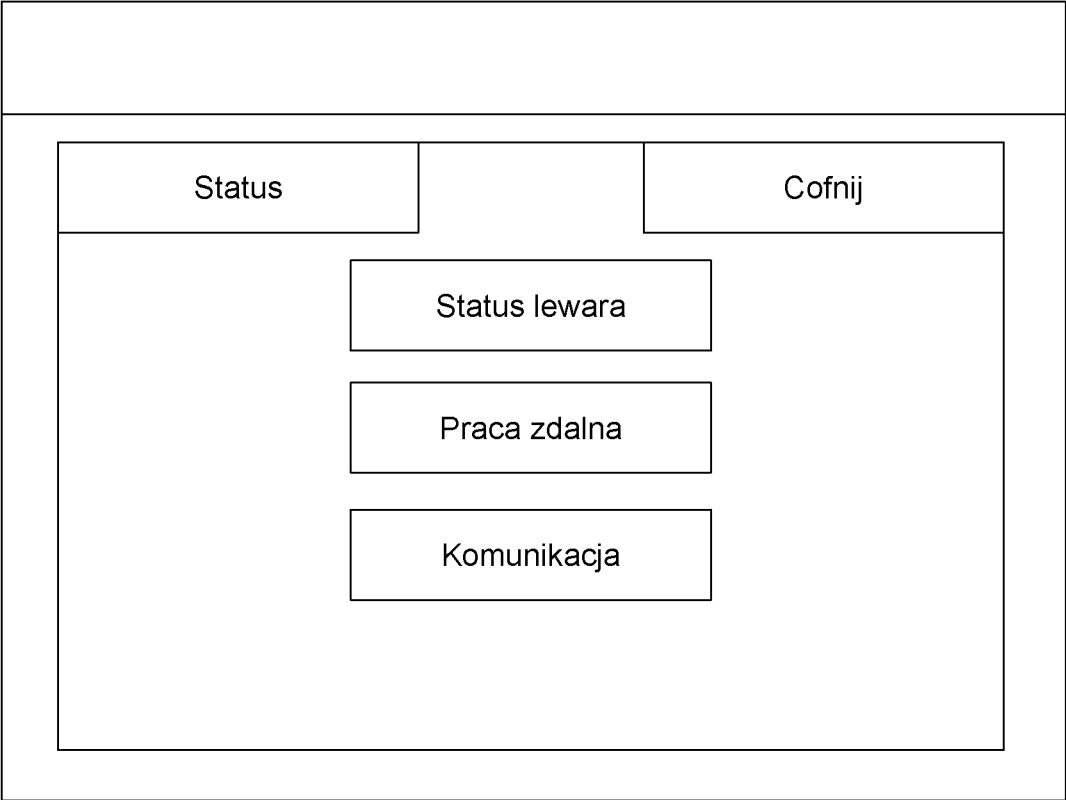 Status
Cofnij
Status lewara
Praca zdalna
Komunikacja